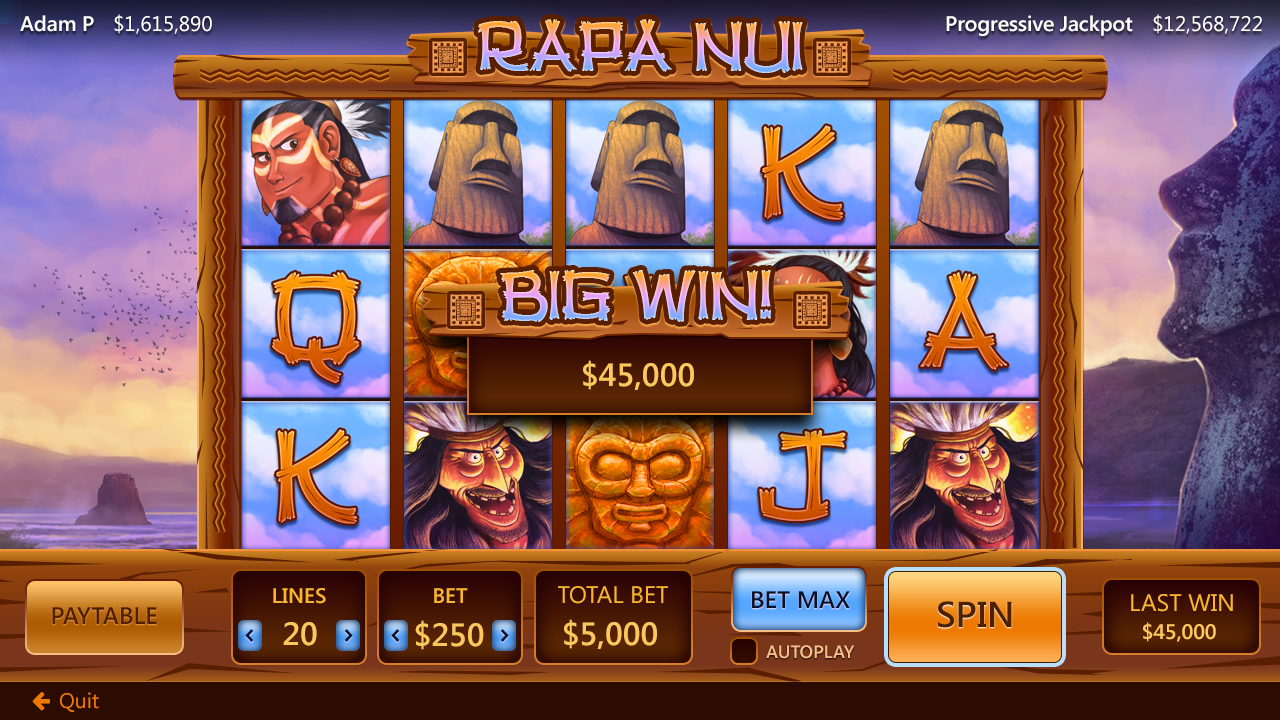 Adam P $1,615,890
RAPA NUI
Progressive Jackpot $12,568,722
K
Q
A
BIG WIN!
$45,000
K
J
PAYTABLE
LINES
< 20 >
BET
< $250 >
TOTAL BET
$5,000
BET MAX
AUTOPLAY
SPIN
LAST WIN
$45,000
Quit